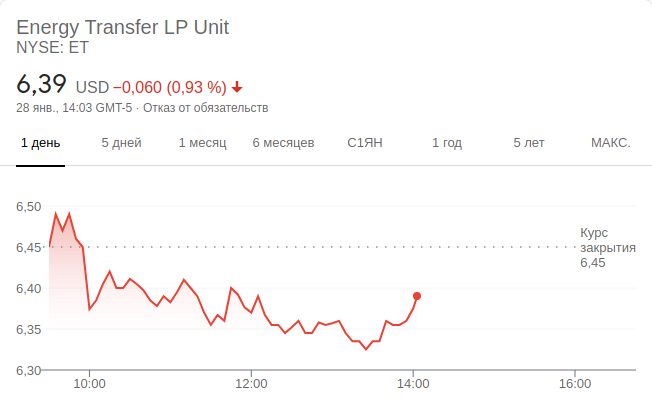 Energy Transfer LP Unit
NYSE: ET
6,39 USD −0,060 (0,93 %)
28 янв., 14:03 GMT-5 · Отказ от обязательств
1 день 5 дней 1 месяц 6 месяцев С1ЯН 1 год 5 лет МАКС.
6,50
Курс
6,45 закрытия
6,45
6,40
6,35
6,30
10:00 12:00 14:00 16:00